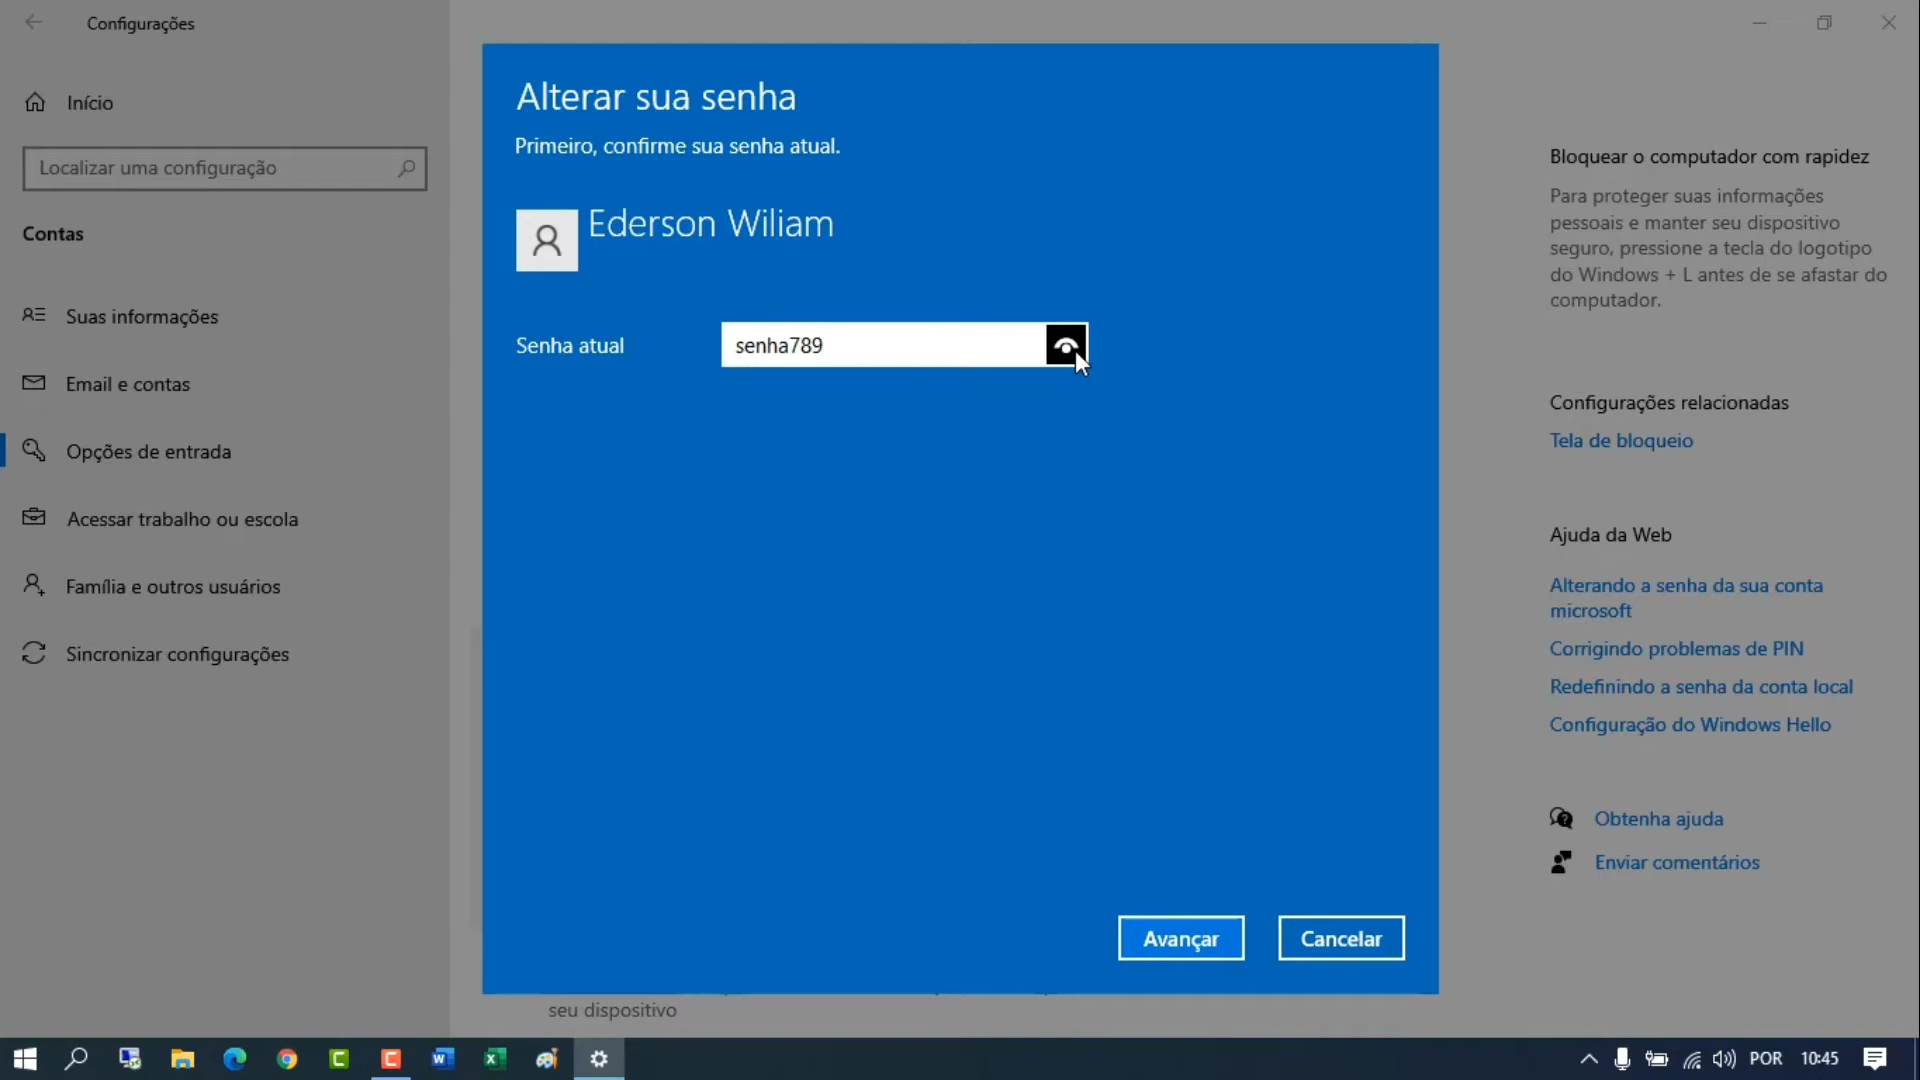 Configurações
Início
Localizar uma configuração
Contas
Suas informações
Email e contas
Opções de entrada
Acessar trabalho ou escola
Família e outros usuários
Sincronizar configurações
Alterar sua senha
Primeiro, confirme sua senha atual.
Ederson Wiliam
Senha atual
senha789
Avançar
Cancelar
seu dispositivo
Bloquear o computador com rapidez
Para proteger suas informações
pessoais e manter seu dispositivo
seguro, pressione a tecla do logotipo
do Windows + L antes de se afastar do
computador.
Configurações relacionadas
Tela de bloqueio
Ajuda da Web
Alterando a senha da sua conta
microsoft
Corrigindo problemas de PIN
Redefinindo a senha da conta local
Configuração do Windows Hello
Obtenha ajuda
Enviar comentários
POR
10:45